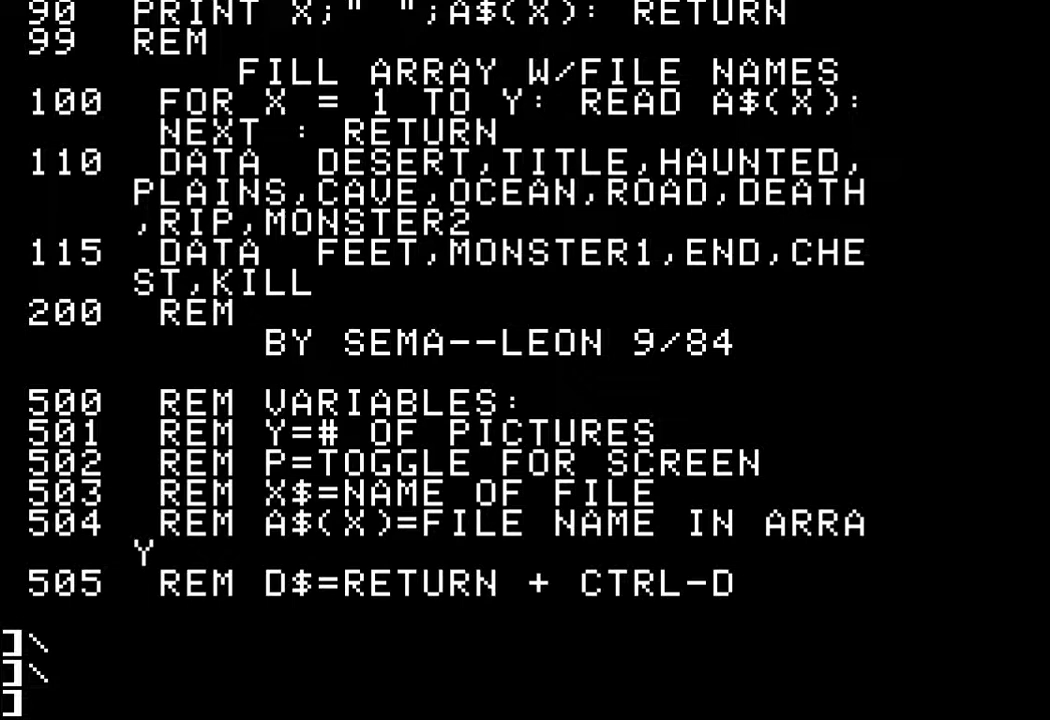 90  PRINT X;" ";A$(X): RETURN
99  REM
FILL ARRAY W/FILE NAMES
100  FOR X = 1 TO Y: READ A$(X):
NEXT : RETURN
110  DATA  DESERT,TITLE,HAUNTED,
PLAINS,CAVE,OCEAN,ROAD,DEATH
,RIP,MONSTER2
115  DATA  FEET,MONSTER1,END,CHE
ST,KILL
200  REM
BY SEMA--LEON 9/84
500  REM VARIABLES:
501  REM Y=# OF PICTURES
502  REM P=TOGGLE FOR SCREEN
503  REM X$=NAME OF FILE
504  REM A$(X)=FILE NAME IN ARRA
Y
505  REM D$=RETURN + CTRL-D
]\
]\
]